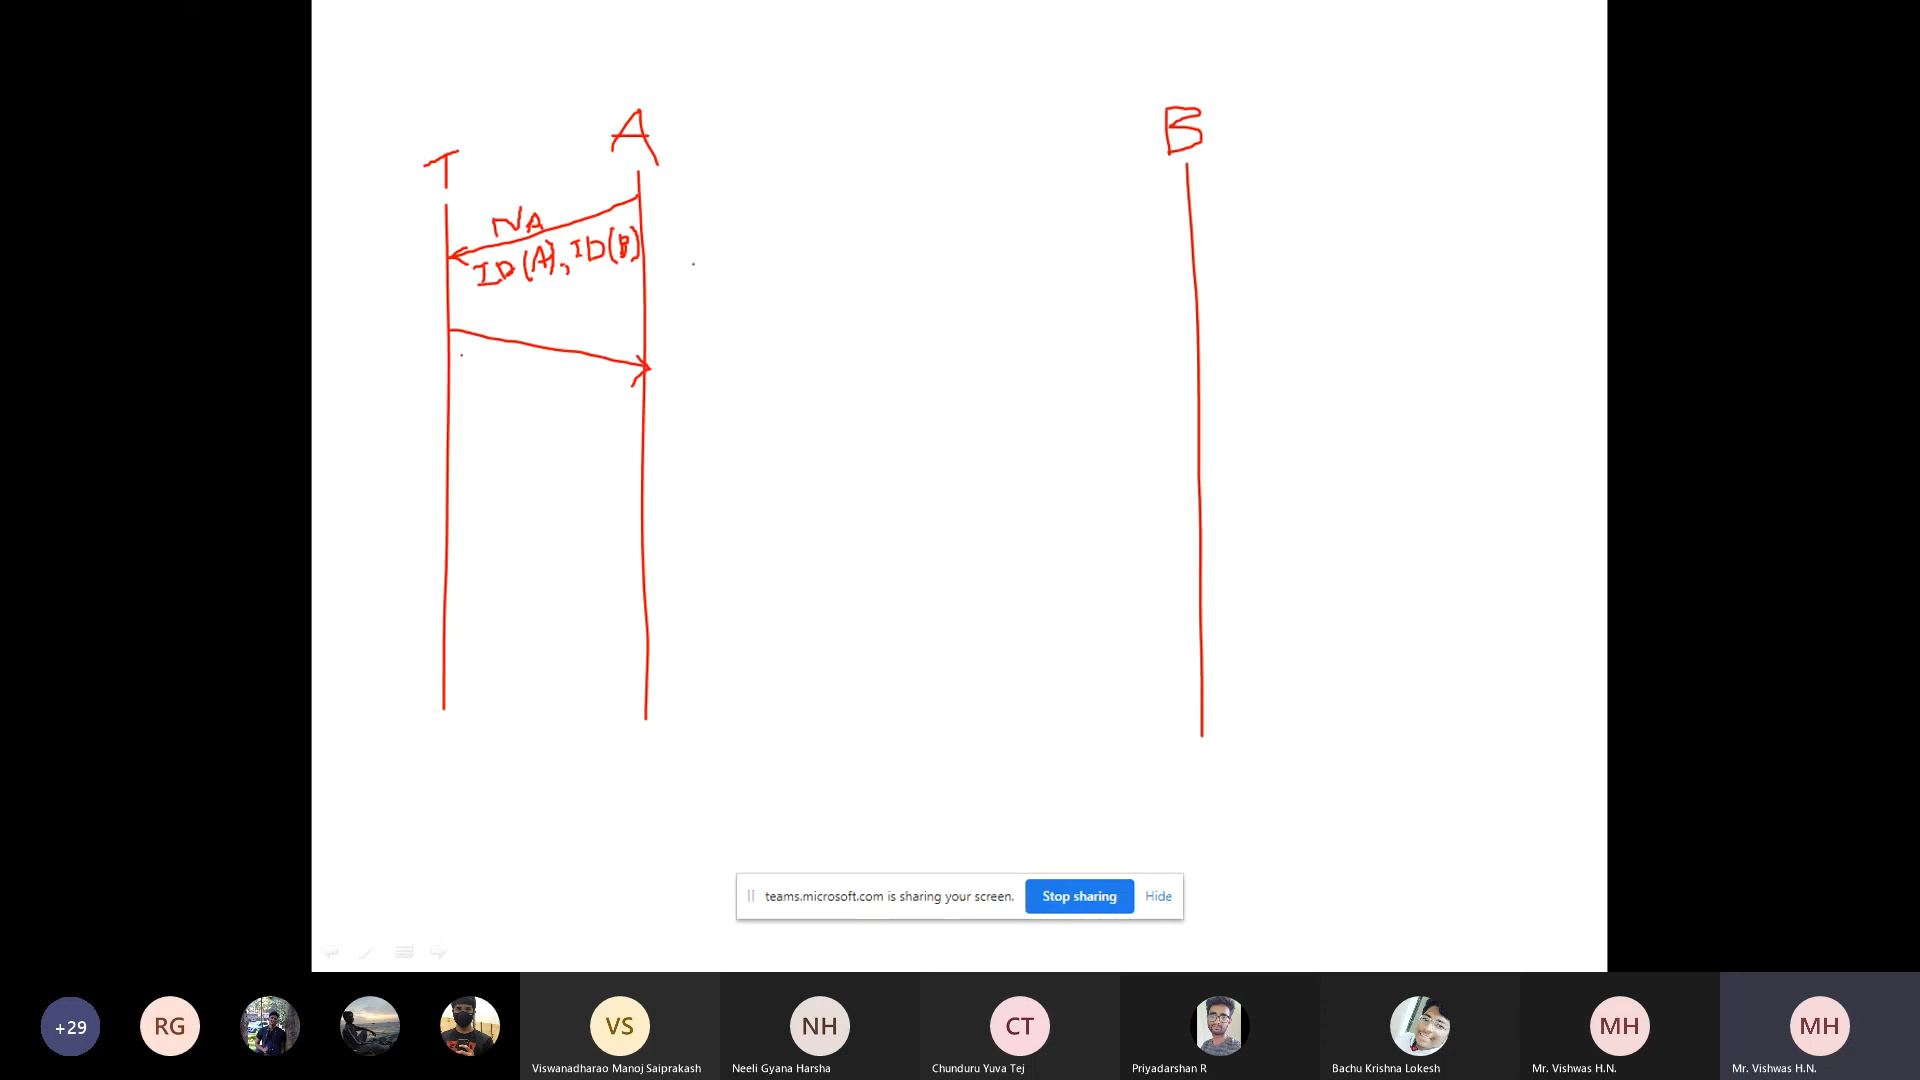 A
B
T
NA
ID(A), ID(B)
teams.microsoft.com is sharing your screen. Stop sharing Hide
+29 RG VS NH CT MH MH
Viswanadharao Manoj Saiprakash Neeli Gyana Harsha Chunduru Yuva Tej Priyadarshan R Bachu Krishna Lokesh Mr. Vishwas H.N. Mr. Vishwas H.N.